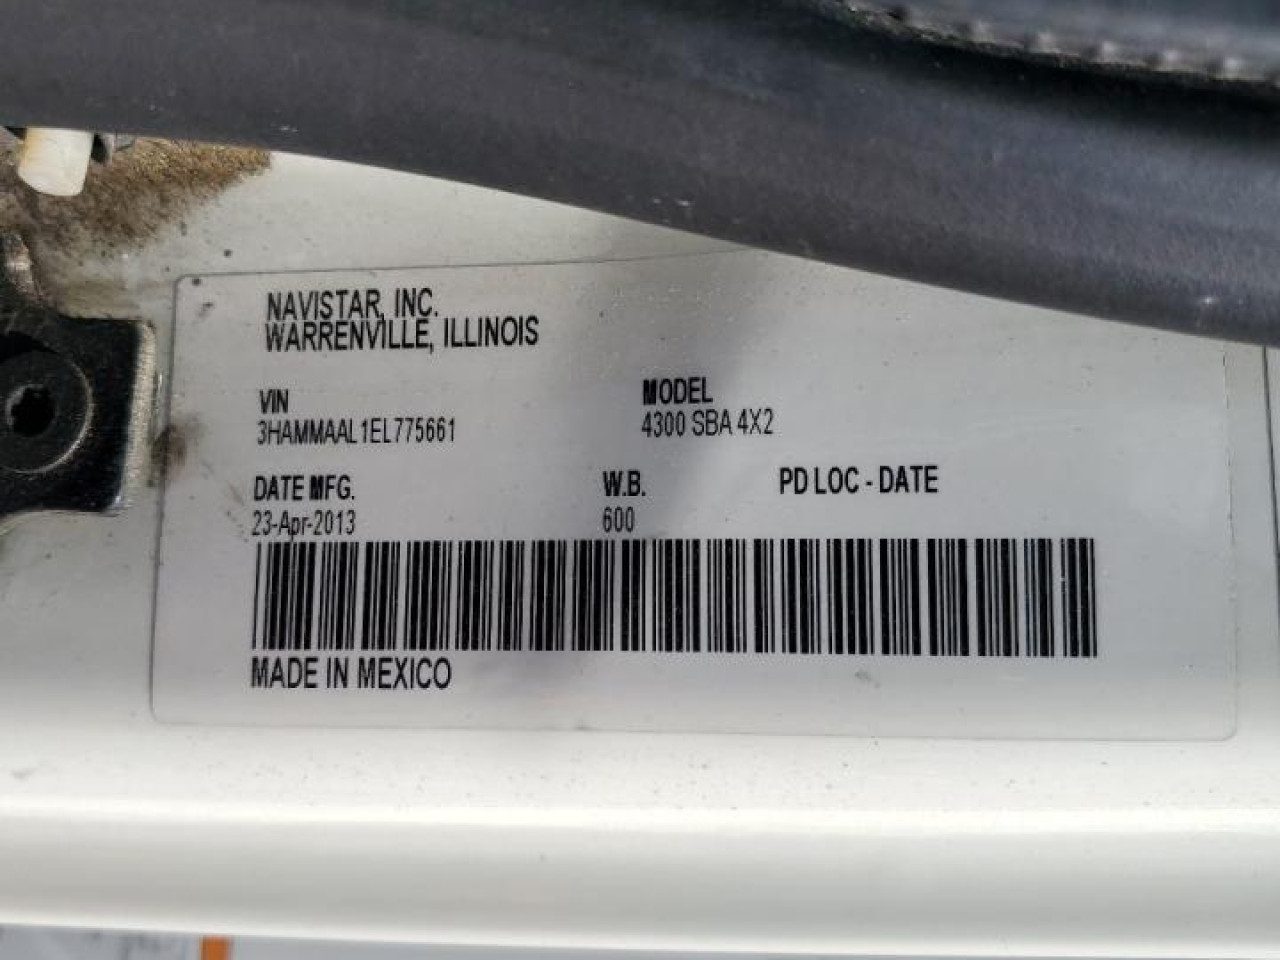 NAVISTAR, INC.
WARRENVILLE, ILLINOIS
VIN
3HAMMAAL1EL775661
MODEL
4300 SBA 4X2
DATE MFG.
23-Apr-2013
W.B.
600
PD LOC - DATE
MADE IN MEXICO